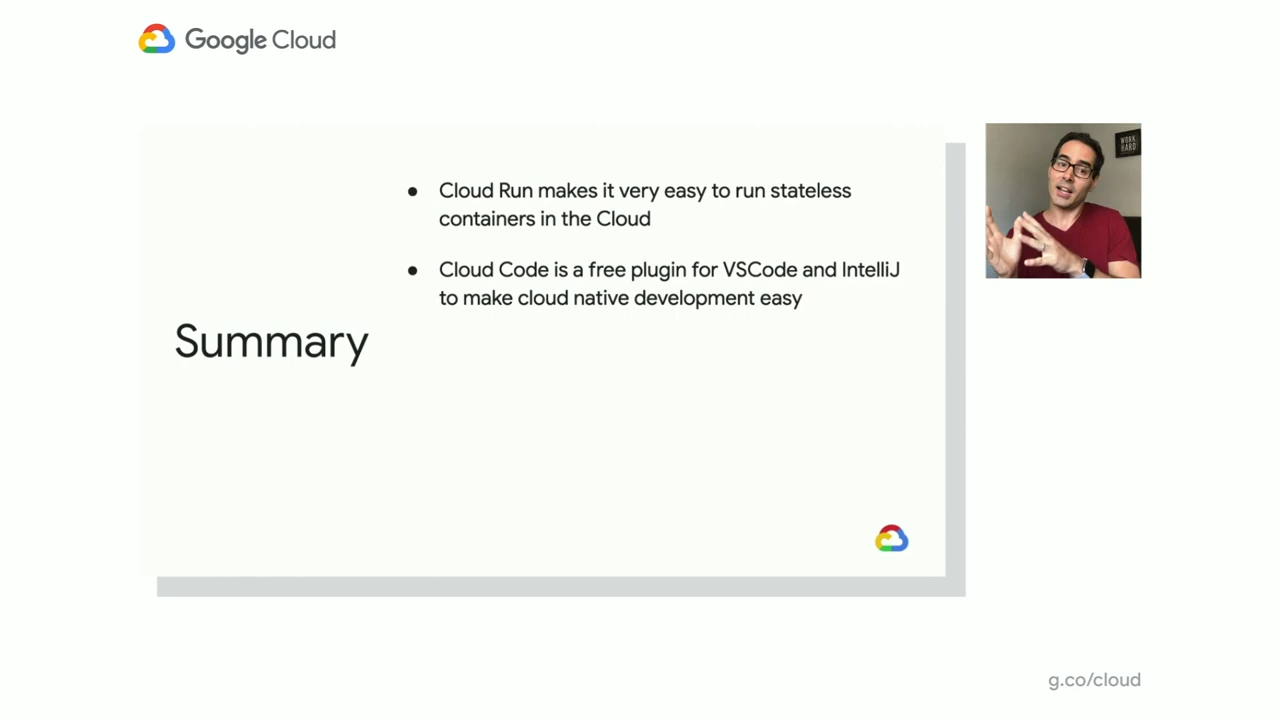 Google Cloud
● Cloud Run makes it very easy to run stateless
containers in the Cloud
● Cloud Code is a free plugin for VSCode and IntelliJ
to make cloud native development easy
Summary
WORK
HARD
g.co/cloud